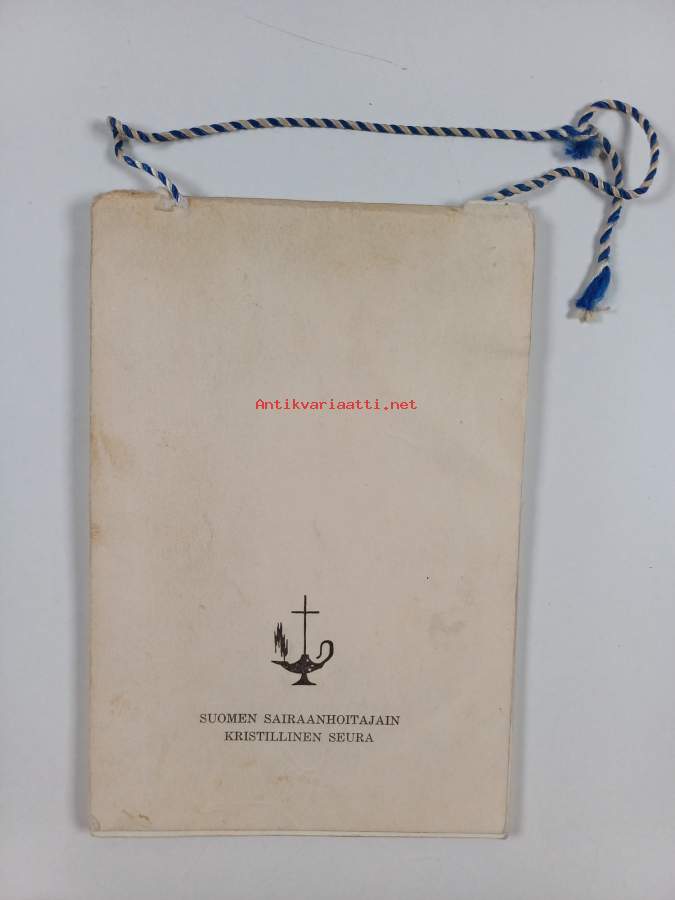 Antikvariaatti.net
SUOMEN SAIRAANHOITAJAIN
KRISTILLINEN SEURA